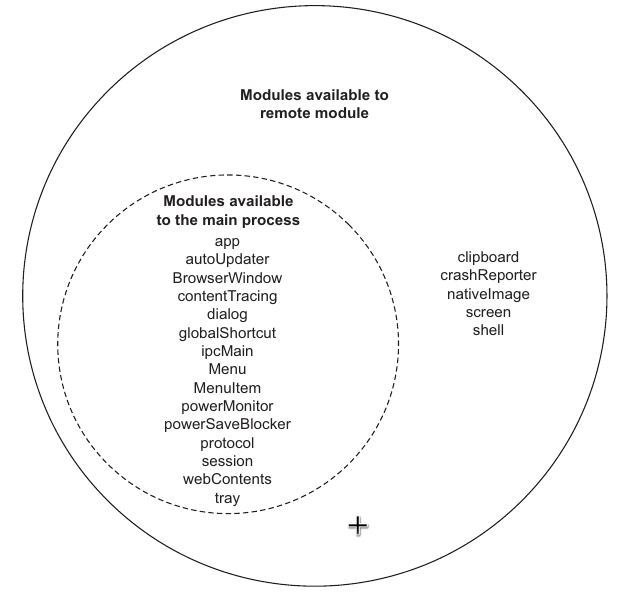 Modules available to
remote module
Modules available
to the main process
app
autoUpdater
BrowserWindow
contentTracing
dialog
globalShortcut
ipcMain
Menu
MenuItem
powerMonitor
powerSaveBlocker
protocol
session
webContents
tray
clipboard
crashReporter
nativeImage
screen
shell